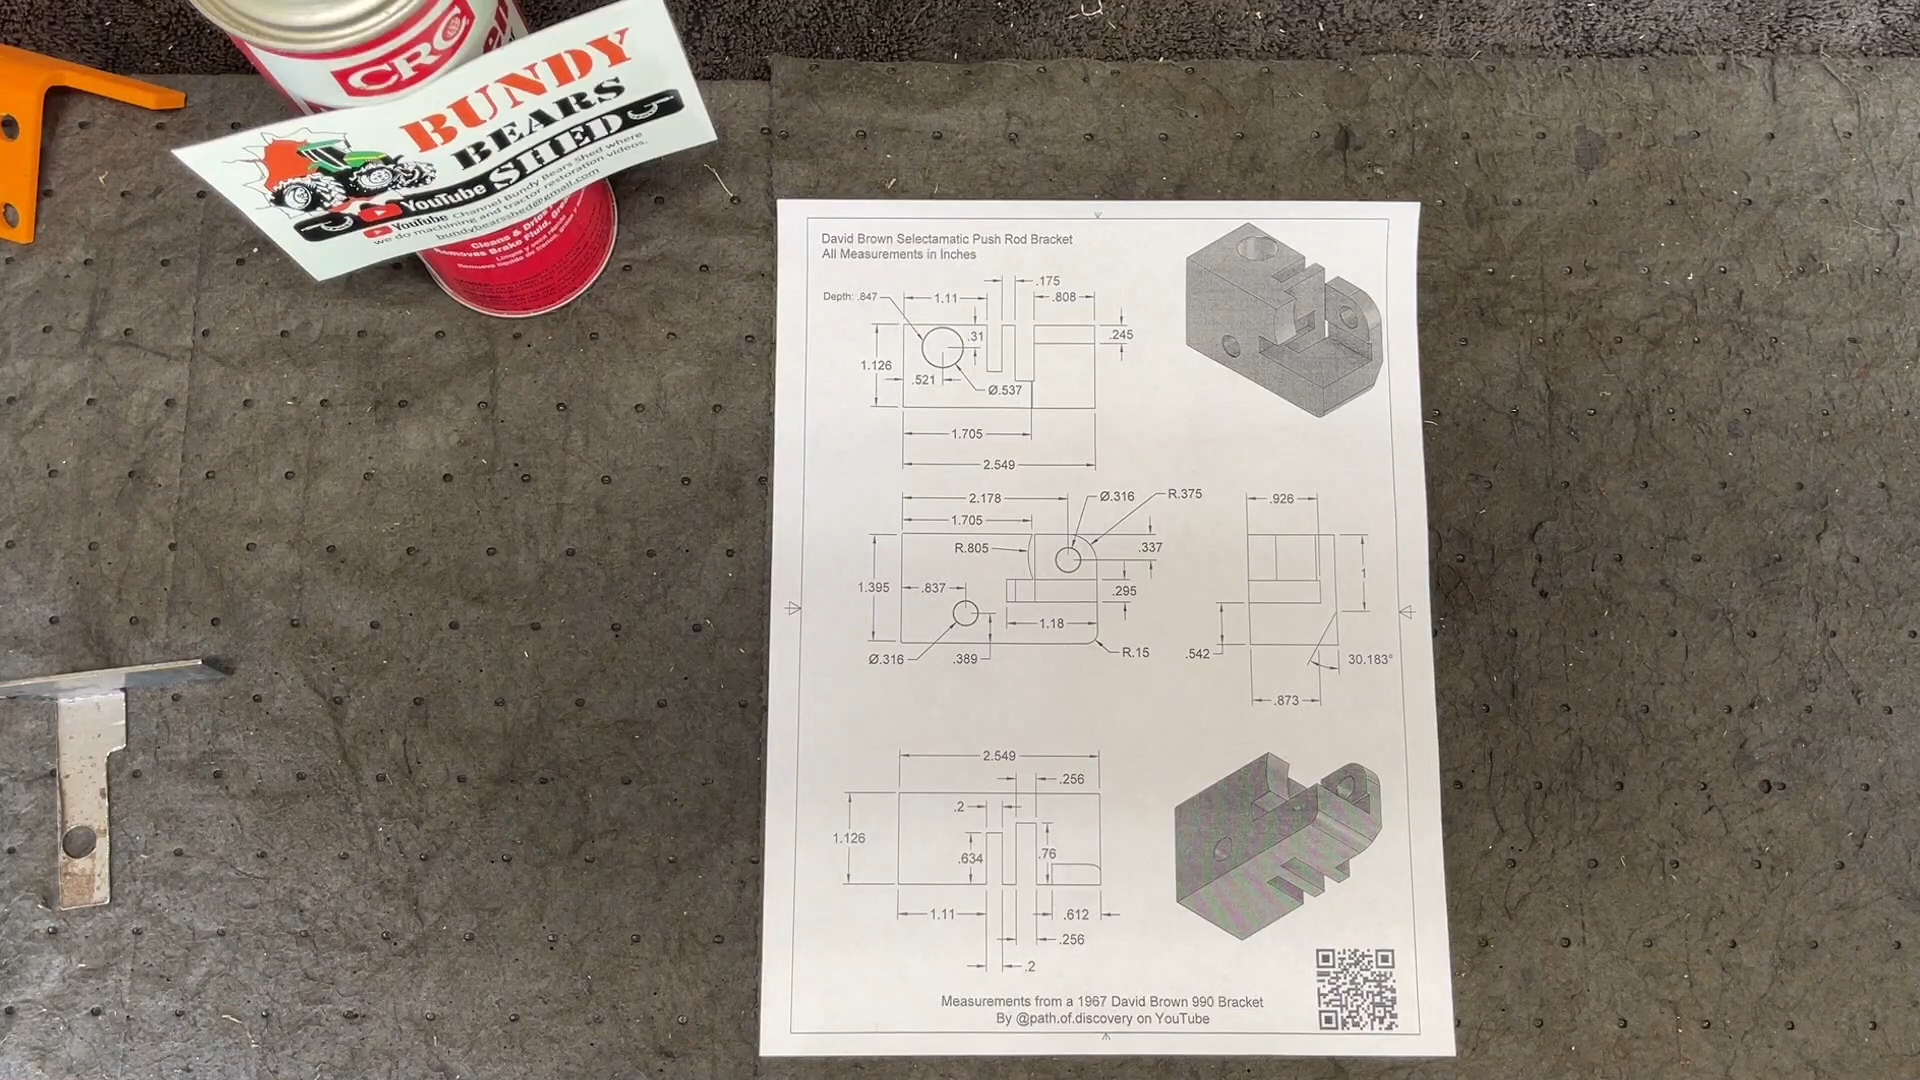 CRC
BUNDY
BEARS
SHED
YouTube
YouTube Channel Bundy Bears Shed where
we do machining and tractor restoration videos.
bundybearsshed@gmail.com
Cleans & Dries
Removes Brake Fluid, Grease
David Brown Selectamatic Push Rod Bracket
All Measurements in Inches
.175
Depth: .847
1.11
.808
.31
.245
1.126
.521
Ø.537
1.705
2.549
2.178
Ø.316
R.375
.926
1.705
R.805
.337
1.395
.837
.295
1
1.18
Ø.316
.389
R.15
.542
30.183°
.873
2.549
.256
.2
1.126
.634
.76
1.11
.612
.256
.2
Measurements from a 1967 David Brown 990 Bracket
By @path.of.discovery on YouTube